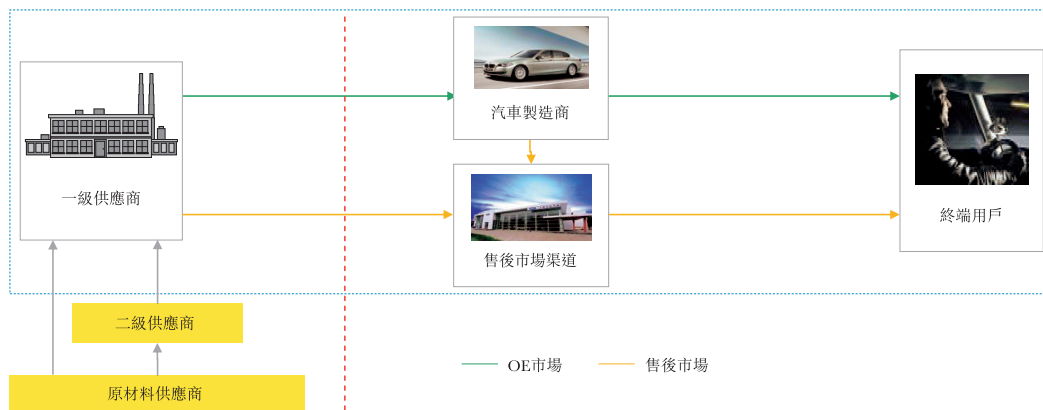 汽車製造商
一級供應商
終端用戶
售後市場渠道
二級供應商
OE市場
售後市場
原材料供應商